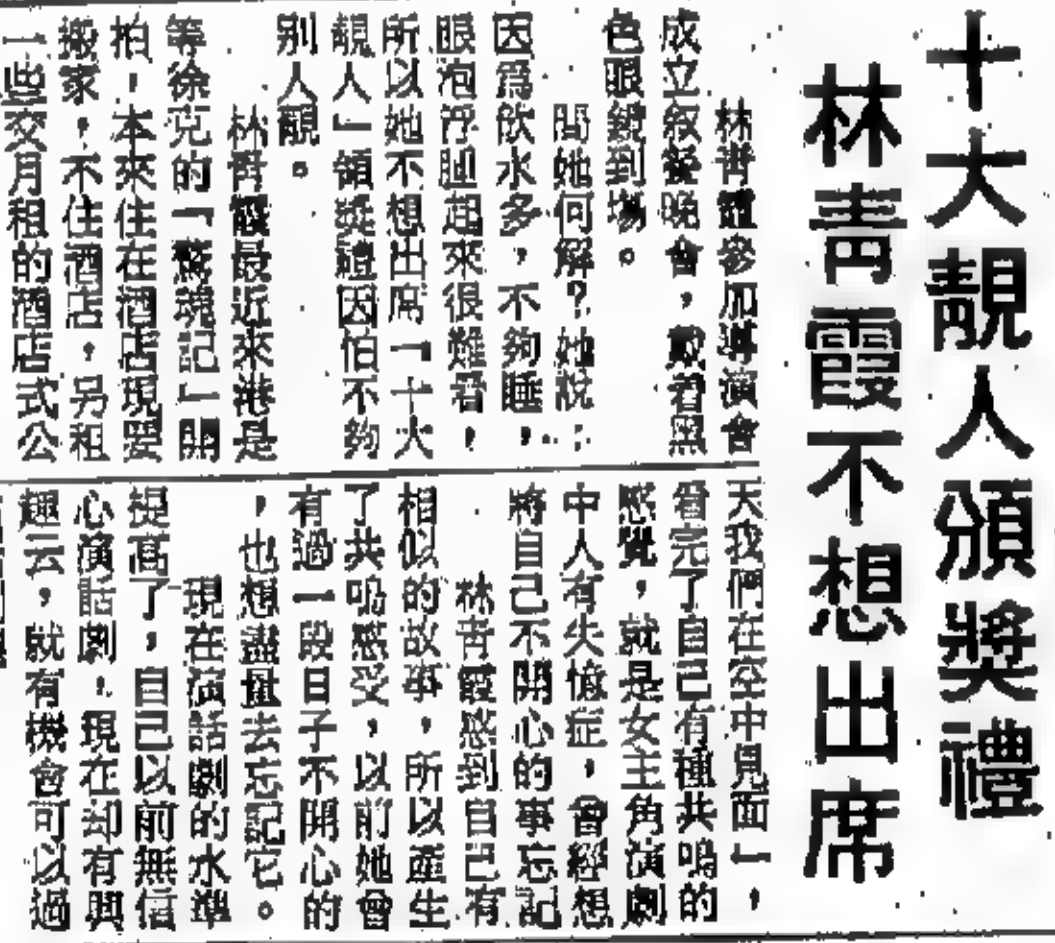 十大靚人頒獎禮
林靑霞不想出席
林靑霞參加導演會
成立敘餐晚會，戴着黑
色眼鏡到塲。
問她何解？她說：
因爲飲水多，不夠睡，
眼泡浮腫起來很難看，
所以她不想出席「十大
靚人」頒獎禮因怕不夠
別人靚。
林靑霞最近來港是
等徐克的「驚魂記」開
拍，本來住在酒店現要
搬家，不住酒店，另租
一些交月租的酒店式公
天我們在空中見面」，
看完了自己有種共鳴的
感覺，就是女主角演劇
中人有失憶症，曾經想
將自己不開心的事忘記
林靑霞感到自己有
相似的故事，所以產生
了共鳴感受，以前她曾
有過一段日子不開心的
，也想盡量去忘記它。
現在演話劇的水準
提高了，自己以前無信
心演話劇，現在却有興
趣云，就有機會可以過